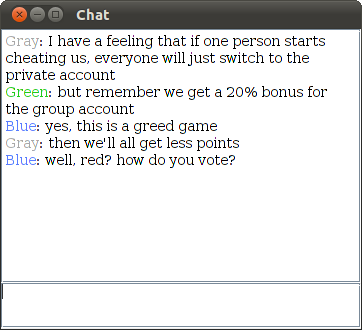 Chat
Gray: I have a feeling that if one person starts
cheating us, everyone will just switch to the
private account
Green: but remember we get a 20% bonus for
the group account
Blue: yes, this is a greed game
Gray: then we'll all get less points
Blue: well, red? how do you vote?